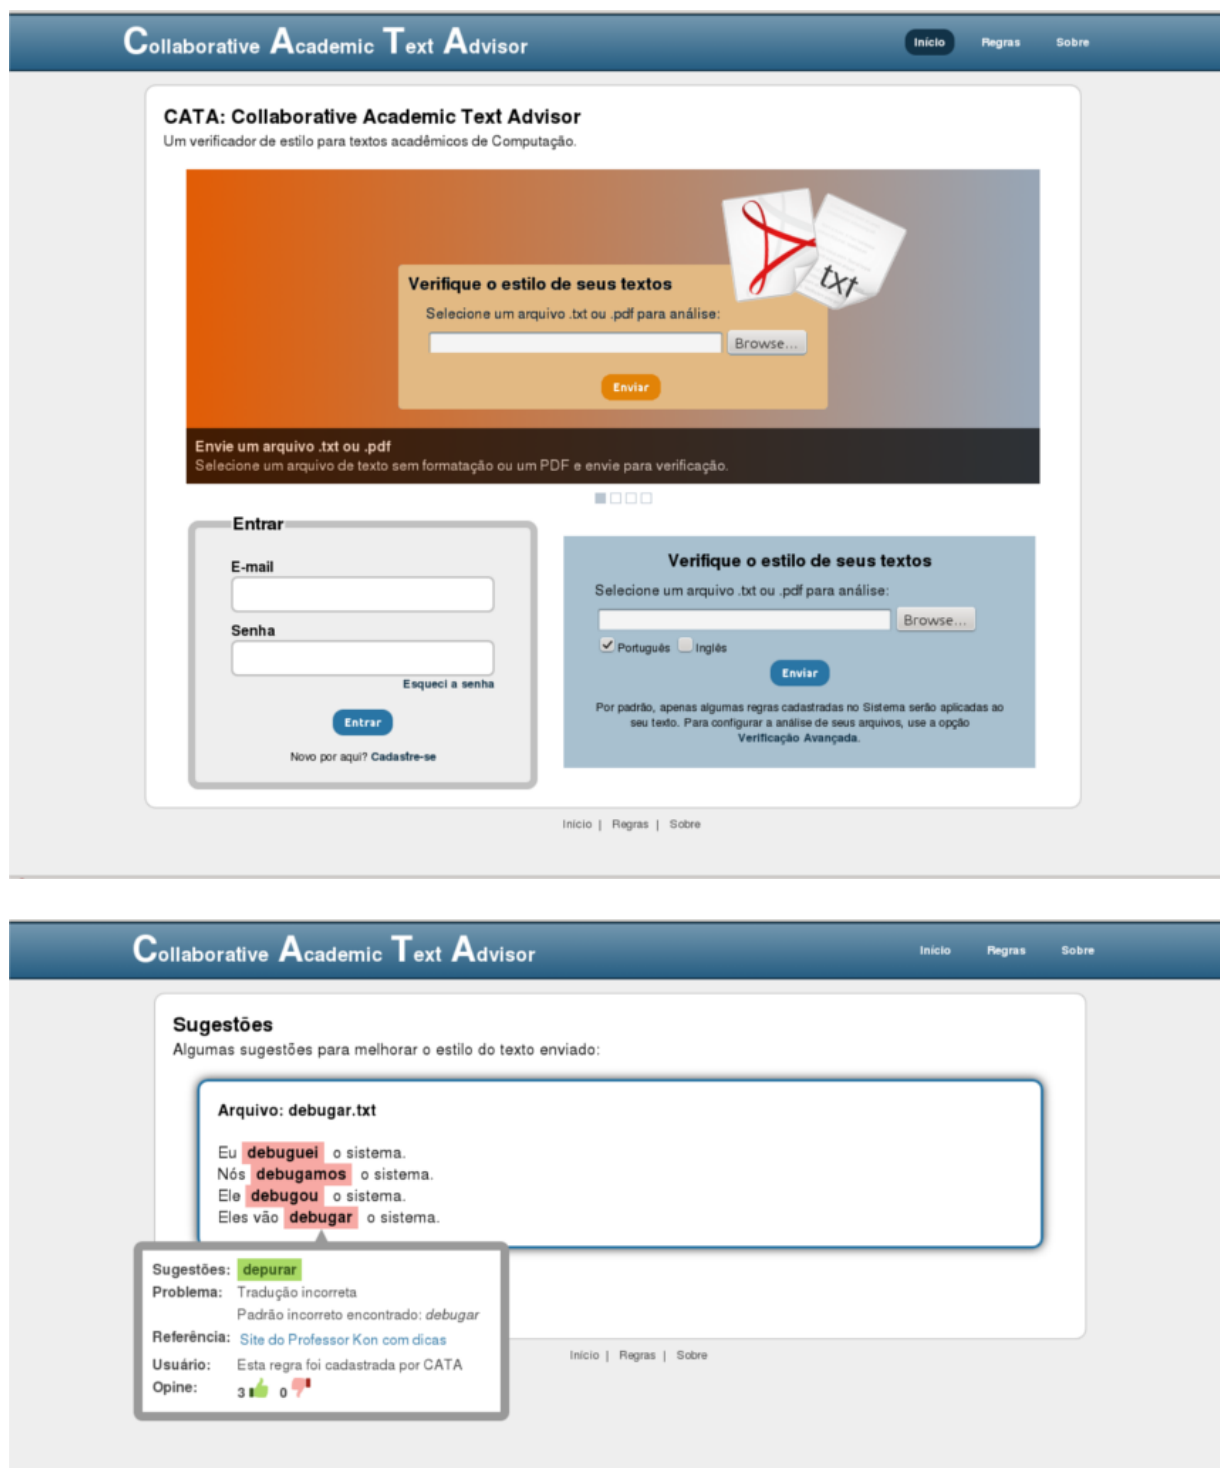 Collaborative Academic Text Advisor
Início Regras Sobre
CATA: Collaborative Academic Text Advisor
Um verificador de estilo para textos acadêmicos de Computação.
txt
Verifique o estilo de seus textos
Selecione um arquivo .txt ou .pdf para análise:
Browse...
Enviar
Envie um arquivo .txt ou .pdf
Selecione um arquivo de texto sem formatação ou um PDF e envie para verificação.
Entrar
E-mail
Senha
Esqueci a senha
Entrar
Novo por aqui? Cadastre-se
Verifique o estilo de seus textos
Selecione um arquivo .txt ou .pdf para análise:
Browse...
Português Inglês
Enviar
Por padrão, apenas algumas regras cadastradas no Sistema serão aplicadas ao
seu texto. Para configurar a análise de seus arquivos, use a opção
Verificação Avançada.
Início | Regras | Sobre
Collaborative Academic Text Advisor
Início Regras Sobre
Sugestões
Algumas sugestões para melhorar o estilo do texto enviado:
Arquivo: debugar.txt
Eu debuguei o sistema.
Nós debugamos o sistema.
Ele debugou o sistema.
Eles vão debugar o sistema.
Sugestões: depurar
Problema: Tradução incorreta
Padrão incorreto encontrado: debugar
Referência: Site do Professor Kon com dicas
Usuário: Esta regra foi cadastrada por CATA
Opine: 3 0
Início | Regras | Sobre